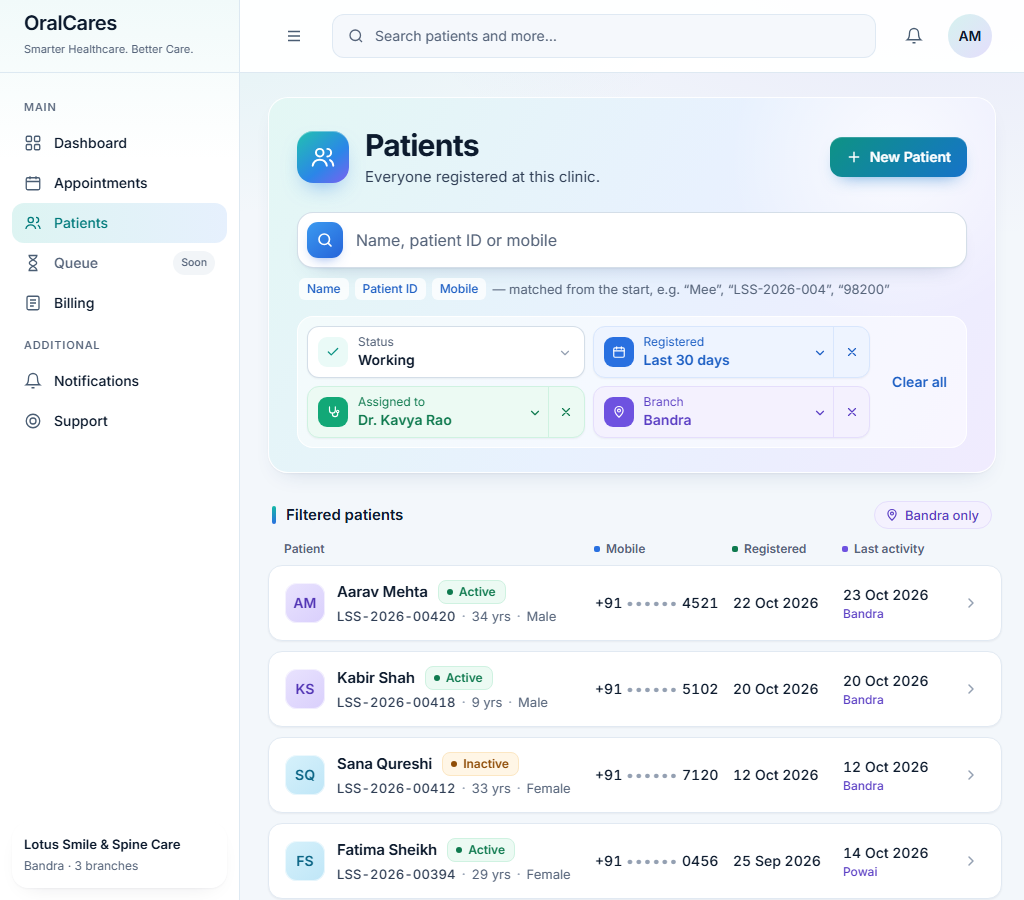 OralCares
Smarter Healthcare. Better Care.
Search patients and more...
AM
MAIN
Dashboard
Appointments
Patients
Queue Soon
Billing
ADDITIONAL
Notifications
Support
Lotus Smile & Spine Care
Bandra · 3 branches
Patients
Everyone registered at this clinic.
New Patient
Name, patient ID or mobile
Name Patient ID Mobile — matched from the start, e.g. “Mee”, “LSS-2026-004”, “98200”
Status
Working
Registered
Last 30 days
Assigned to
Dr. Kavya Rao
Branch
Bandra
Clear all
Filtered patients
Bandra only
Patient Mobile Registered Last activity
AM
Aarav Mehta Active
LSS-2026-00420 · 34 yrs · Male
+91 •••••• 4521
22 Oct 2026
23 Oct 2026
Bandra
KS
Kabir Shah Active
LSS-2026-00418 · 9 yrs · Male
+91 •••••• 5102
20 Oct 2026
20 Oct 2026
Bandra
SQ
Sana Qureshi Inactive
LSS-2026-00412 · 33 yrs · Female
+91 •••••• 7120
12 Oct 2026
12 Oct 2026
Bandra
FS
Fatima Sheikh Active
LSS-2026-00394 · 29 yrs · Female
+91 •••••• 0456
25 Sep 2026
14 Oct 2026
Powai